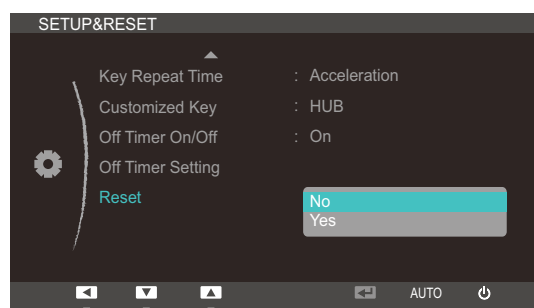 SETUP&RESET
Key Repeat Time : Acceleration
Customized Key : HUB
Off Timer On/Off : On
Off Timer Setting
Reset
No
Yes
AUTO